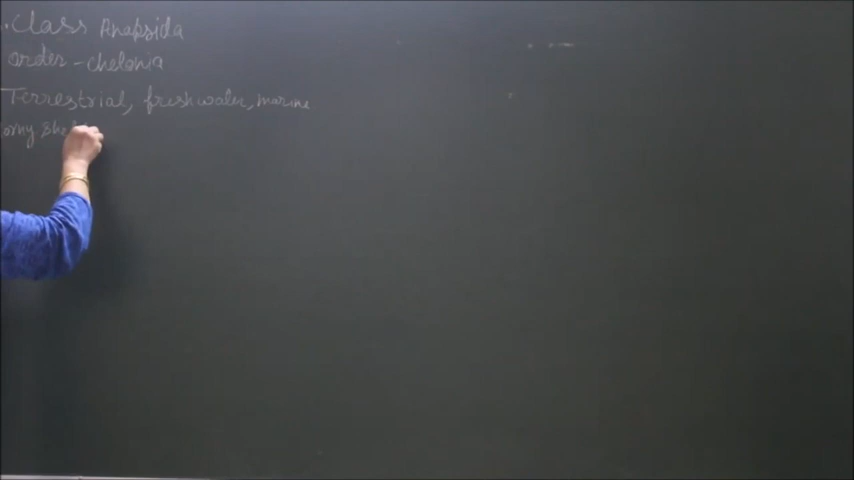 .Class Anapsida
order - chelonia
Terrestrial, freshwater, marine